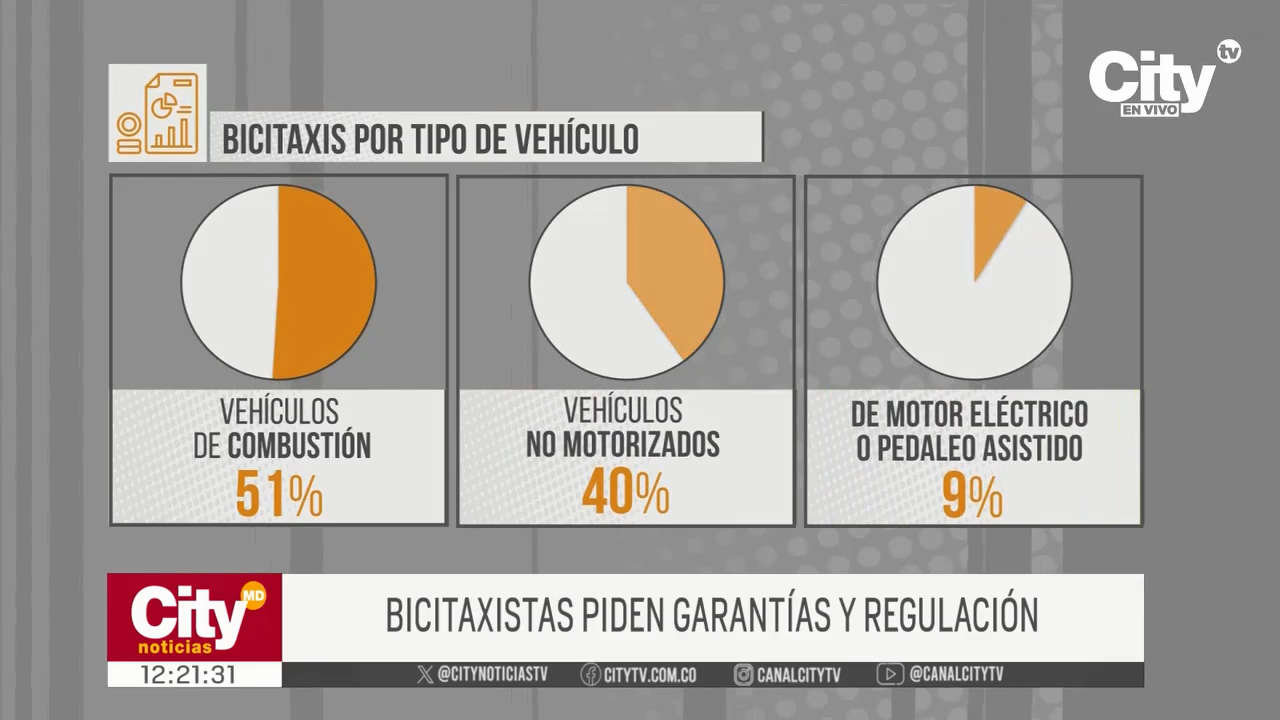 City tv
EN VIVO
BICITAXIS POR TIPO DE VEHÍCULO
VEHÍCULOS
DE COMBUSTIÓN
51%
VEHÍCULOS
NO MOTORIZADOS
40%
DE MOTOR ELÉCTRICO
O PEDALEO ASISTIDO
9%
City MD
noticias
12:21:31
BICITAXISTAS PIDEN GARANTÍAS Y REGULACIÓN
@CITYNOTICIASTV CITYTV.COM.CO CANALCITYTV @CANALCITYTV